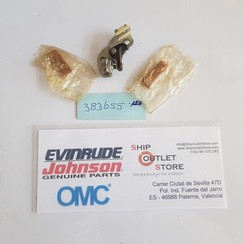 383655
EVINRUDE
Johnson
GENUINE PARTS
OMC
SHIP
OUTLET
STORE
Carrer Ciutat de Sevilla 47D
Pol. Ind. Fuente del Jarro
ES - 46988 Paterna, Valencia